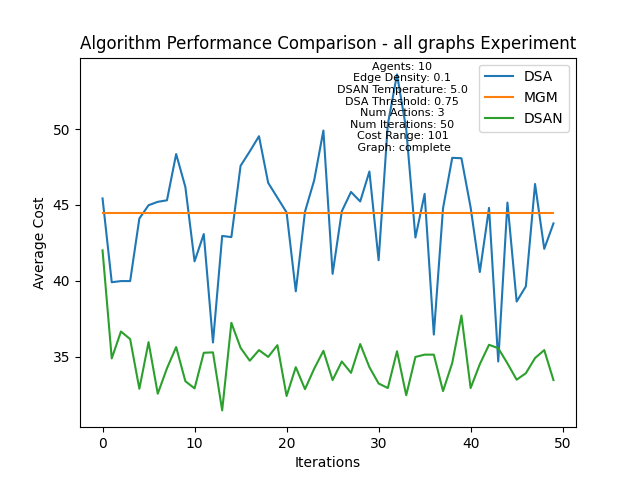 Algorithm Performance Comparison - all graphs Experiment
Agents: 10
Edge Density: 0.1
DSAN Temperature: 5.0
DSA Threshold: 0.75
Num Actions: 3
Num Iterations: 50
Cost Range: 101
Graph: complete
DSA
MGM
DSAN
Average Cost
50
45
40
35
0
10
20
30
40
50
Iterations